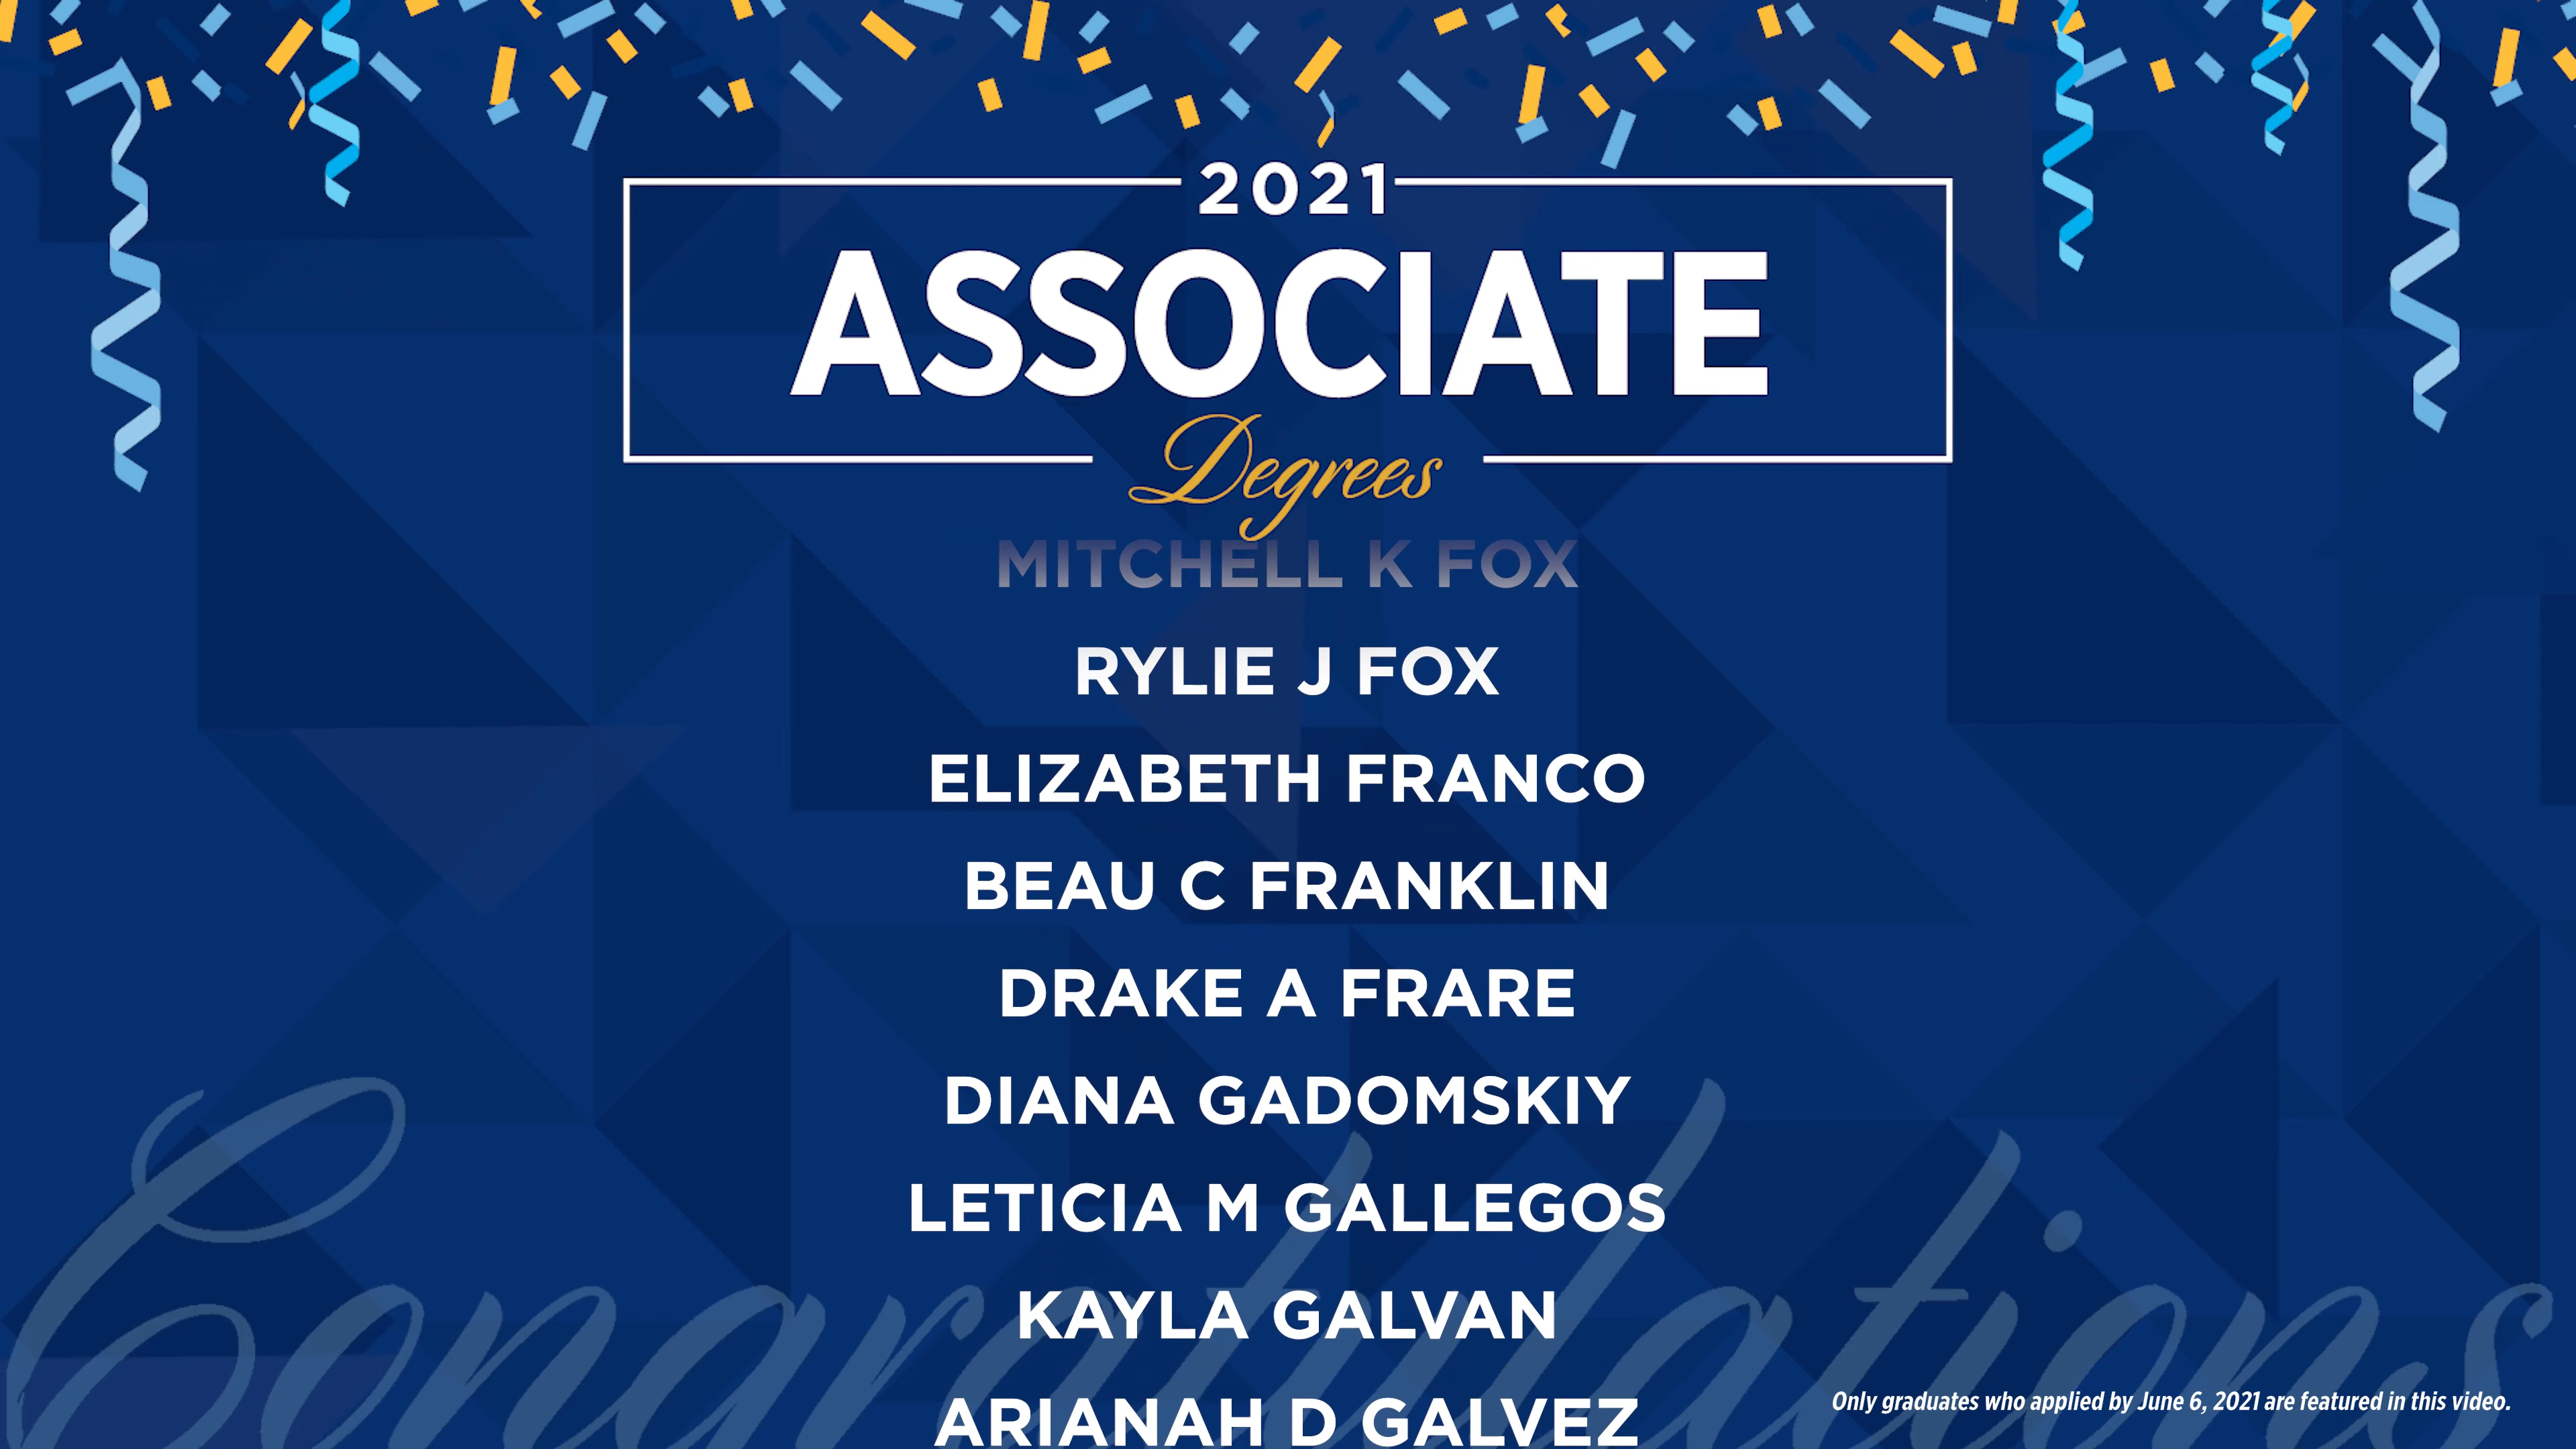 2021
ASSOCIATE
Degrees
MITCHELL K FOX
RYLIE J FOX
ELIZABETH FRANCO
BEAU C FRANKLIN
DRAKE A FRARE
DIANA GADOMSKIY
LETICIA M GALLEGOS
KAYLA GALVAN
ARIANAH D GALVEZ
Congratulations
Only graduates who applied by June 6, 2021 are featured in this video.